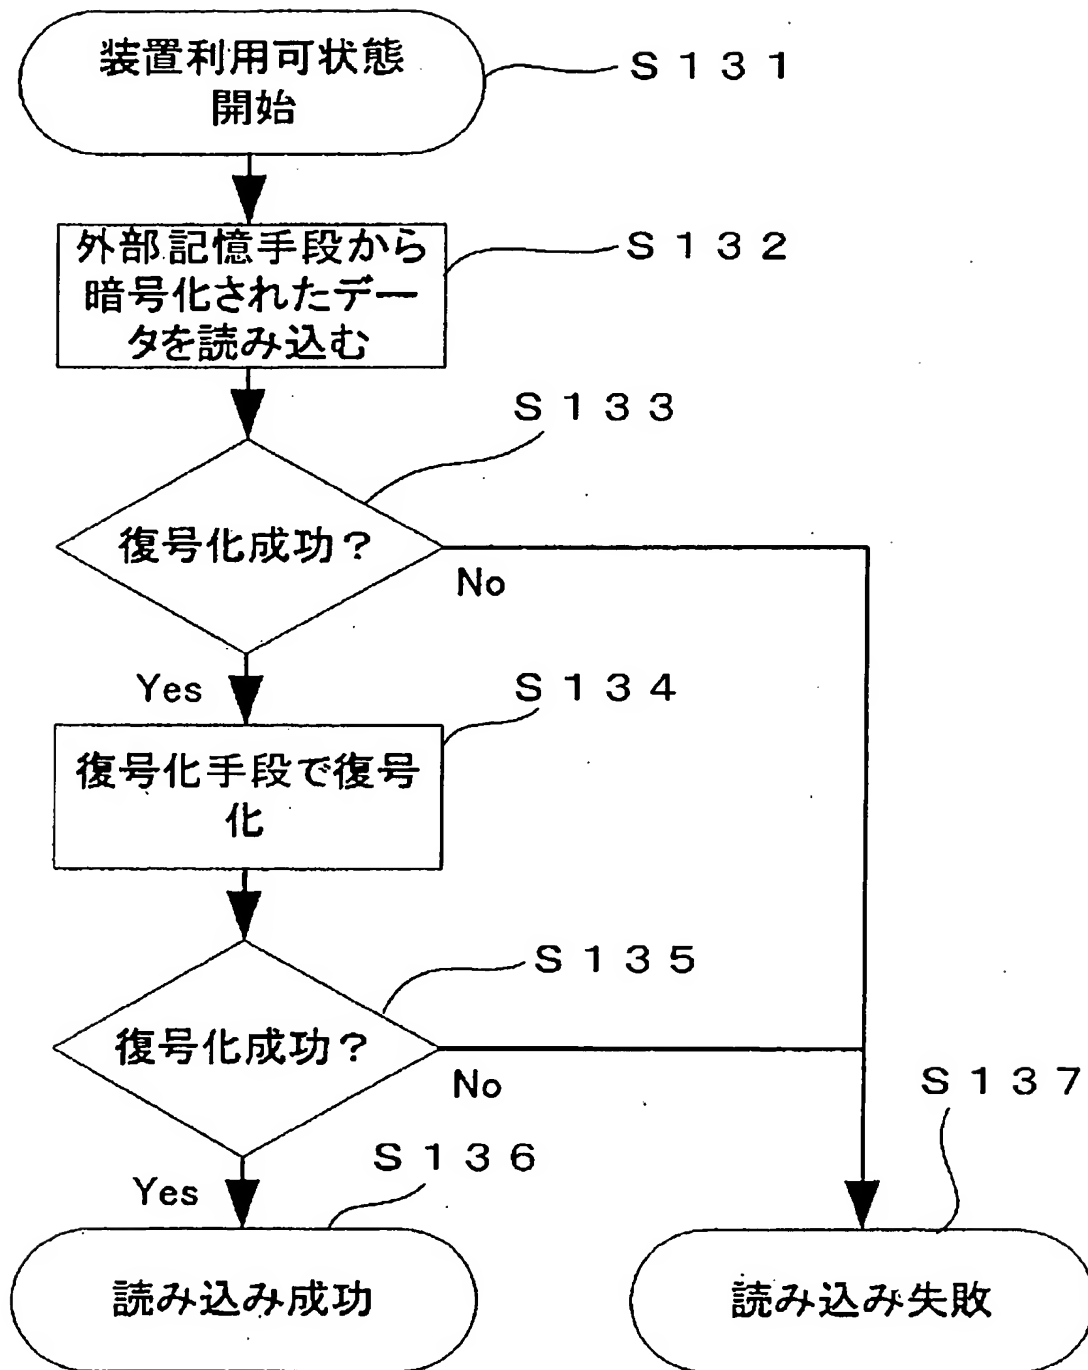 装置利用可状態
開始
S131
外部記憶手段から
暗号化されたデー
タを読み込む
S132
S133
復号化成功?
No
Yes
S134
復号化手段で復号
化
S135
復号化成功?
No
S137
Yes
S136
読み込み成功
読み込み失敗